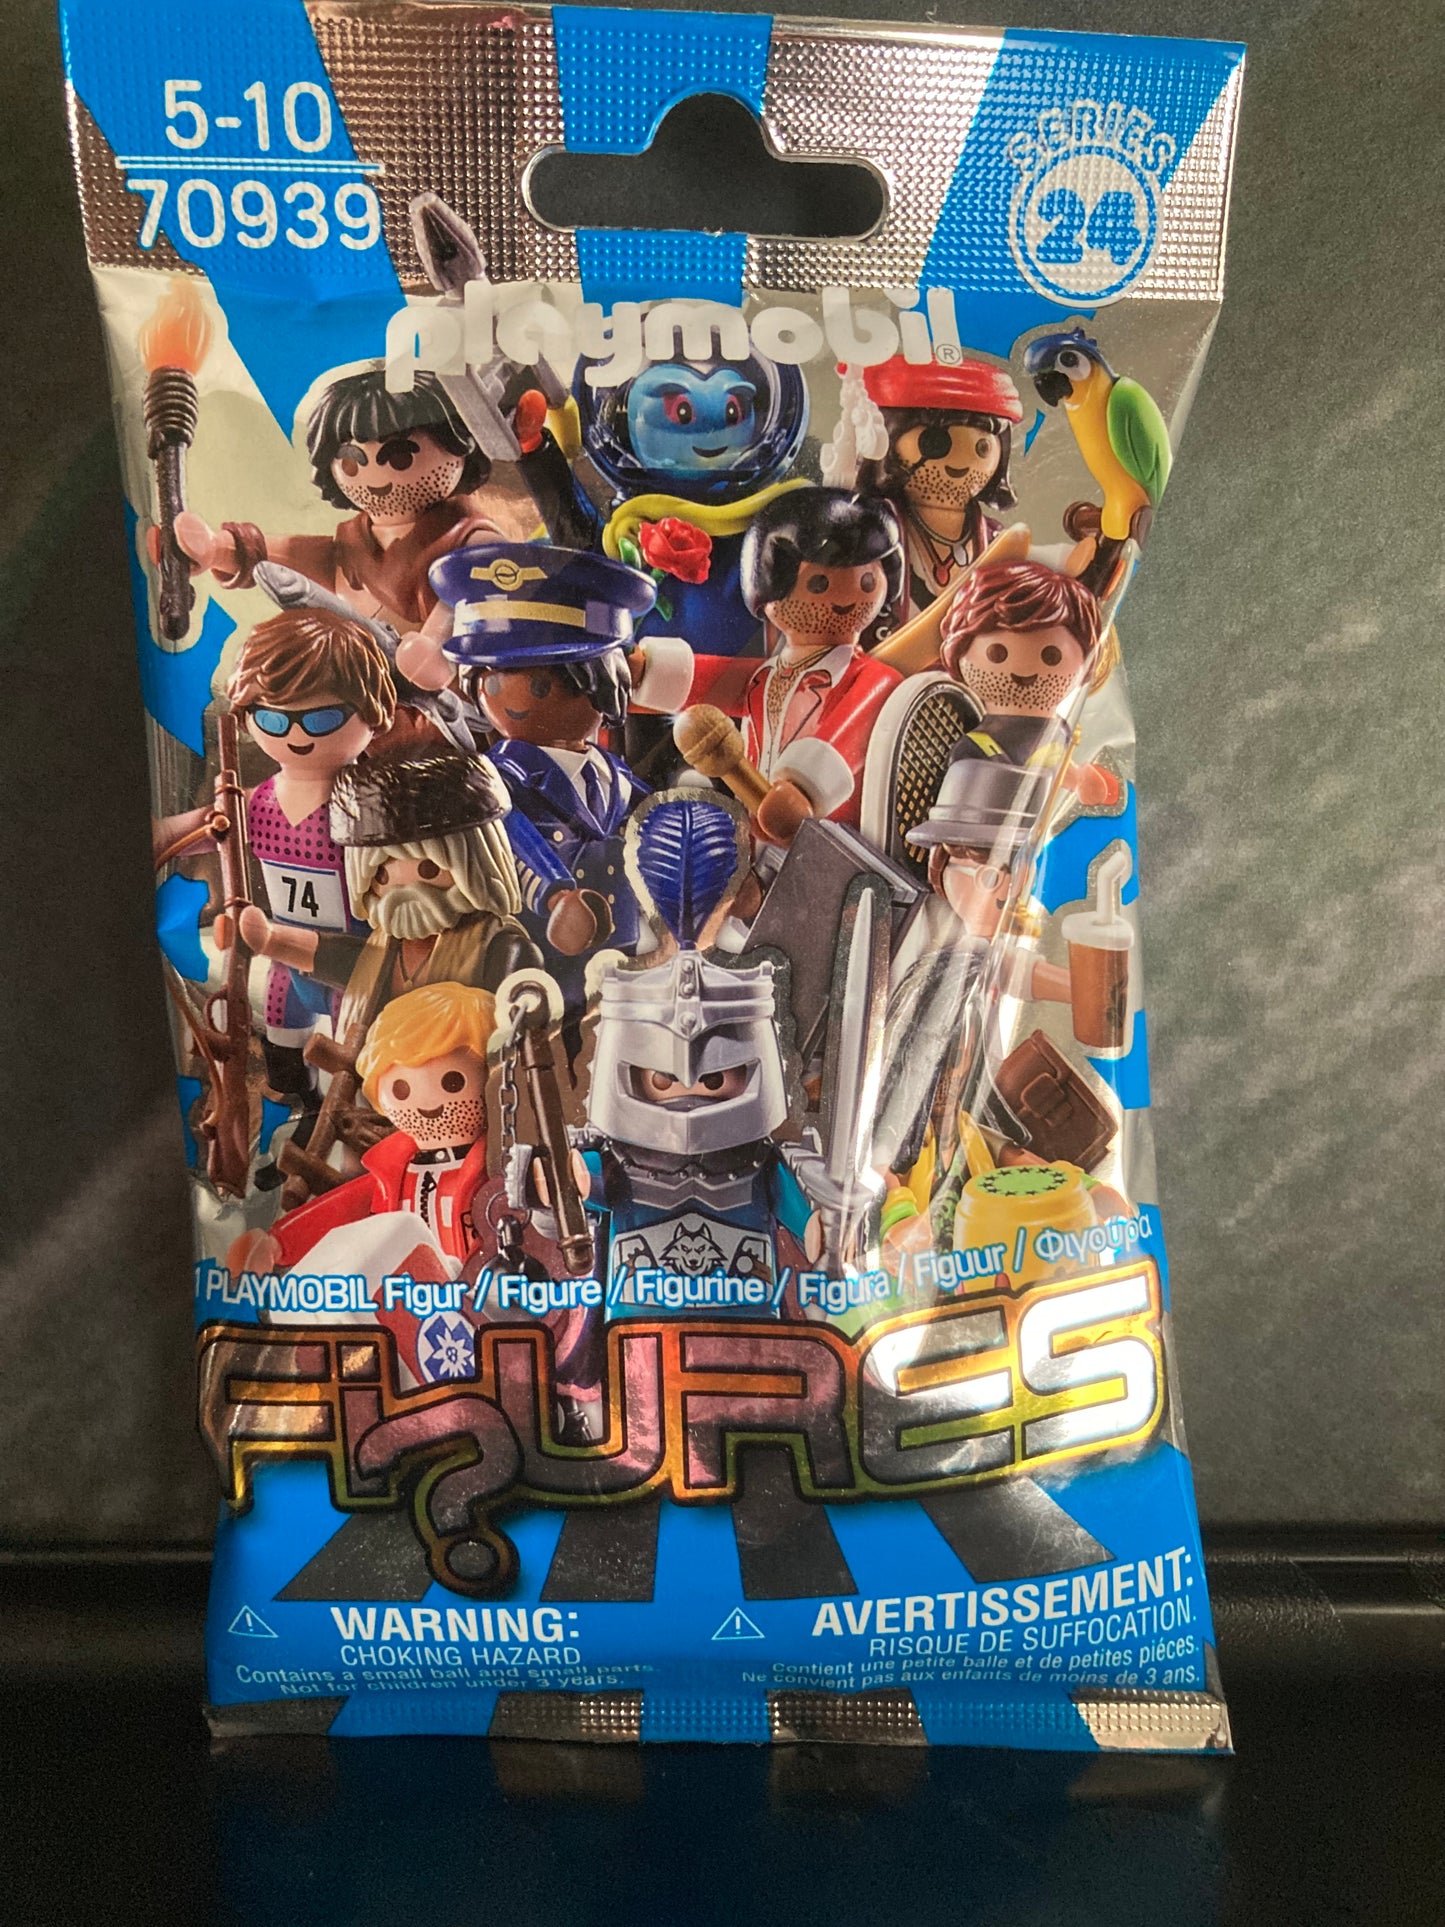 5-10
70939
SERIES
24
playmobil®
74
1 PLAYMOBIL Figur / Figure / Figurine / Figura / Figuur / Φιγούρα
FiGURES
WARNING:
CHOKING HAZARD
Contains a small ball and small parts.
Not for children under 3 years.
AVERTISSEMENT:
RISQUE DE SUFFOCATION.
Contient une petite balle et de petites piéces.
Ne convient pas aux enfants de moins de 3 ans.